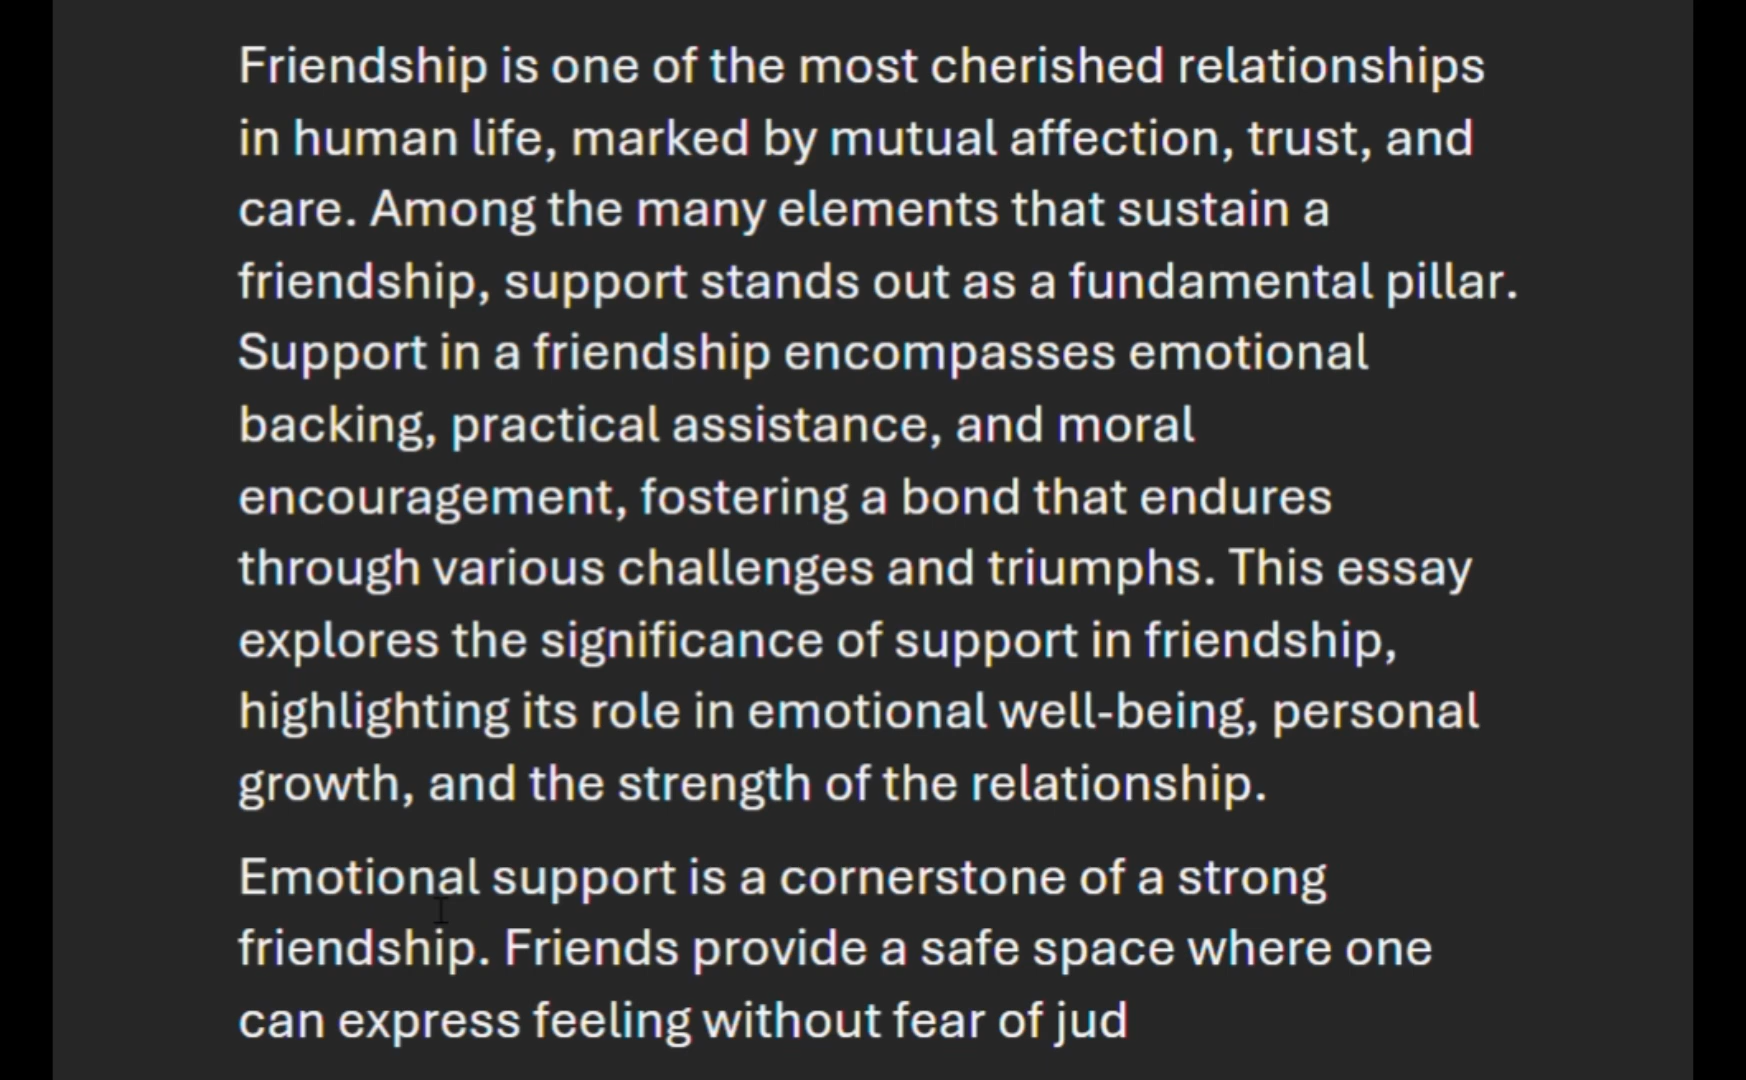 Friendship is one of the most cherished relationships
in human life, marked by mutual affection, trust, and
care. Among the many elements that sustain a
friendship, support stands out as a fundamental pillar.
Support in a friendship encompasses emotional
backing, practical assistance, and moral
encouragement, fostering a bond that endures
through various challenges and triumphs. This essay
explores the significance of support in friendship,
highlighting its role in emotional well-being, personal
growth, and the strength of the relationship.
Emotional support is a cornerstone of a strong
friendship. Friends provide a safe space where one
can express feeling without fear of jud